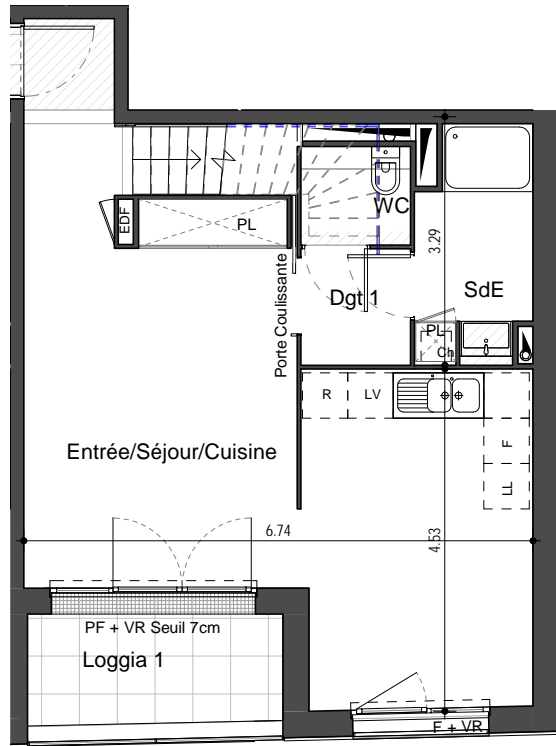 WC
EDF
PL
3.29
Porte Coulissante
Dgt 1
SdE
PL
Ch
R
LV
F
Entrée/Séjour/Cuisine
LL
6.74
4.53
PF + VR Seuil 7cm
Loggia 1
F + VR